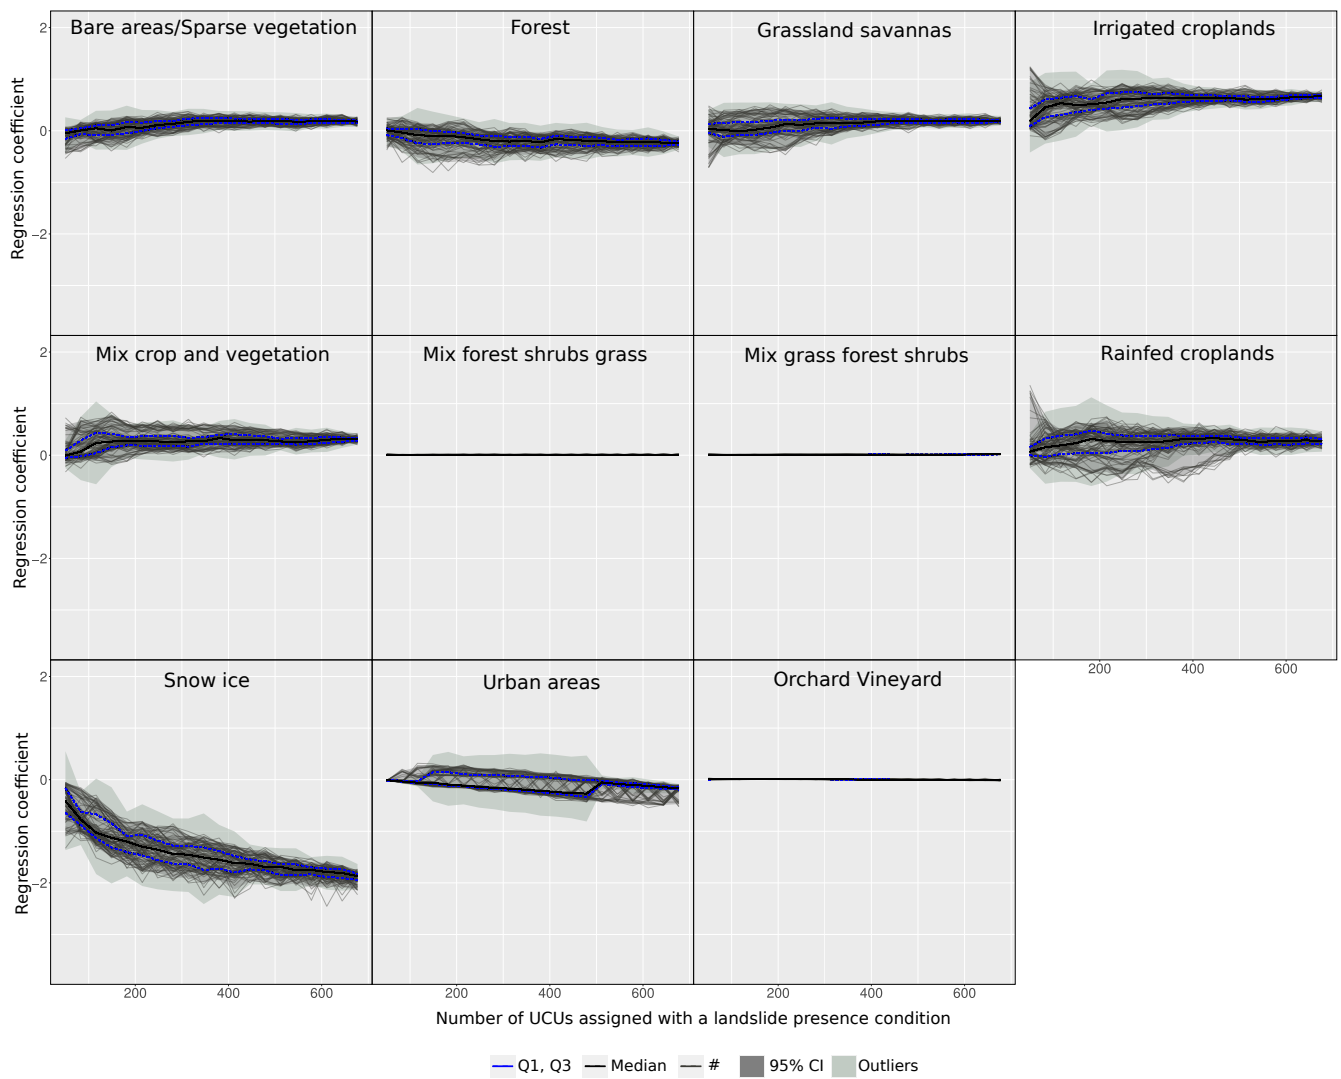 Bare areas/Sparse vegetation
Forest
Grassland savannas
Irrigated croplands
Regression coefficient
2
0
−2
Mix crop and vegetation
Mix forest shrubs grass
Mix grass forest shrubs
Rainfed croplands
Regression coefficient
2
0
−2
200 400 600
Snow ice
Urban areas
Orchard Vineyard
Regression coefficient
2
0
−2
200 400 600 200 400 600 200 400 600
Number of UCUs assigned with a landslide presence condition
Q1, Q3 Median # 95% CI Outliers